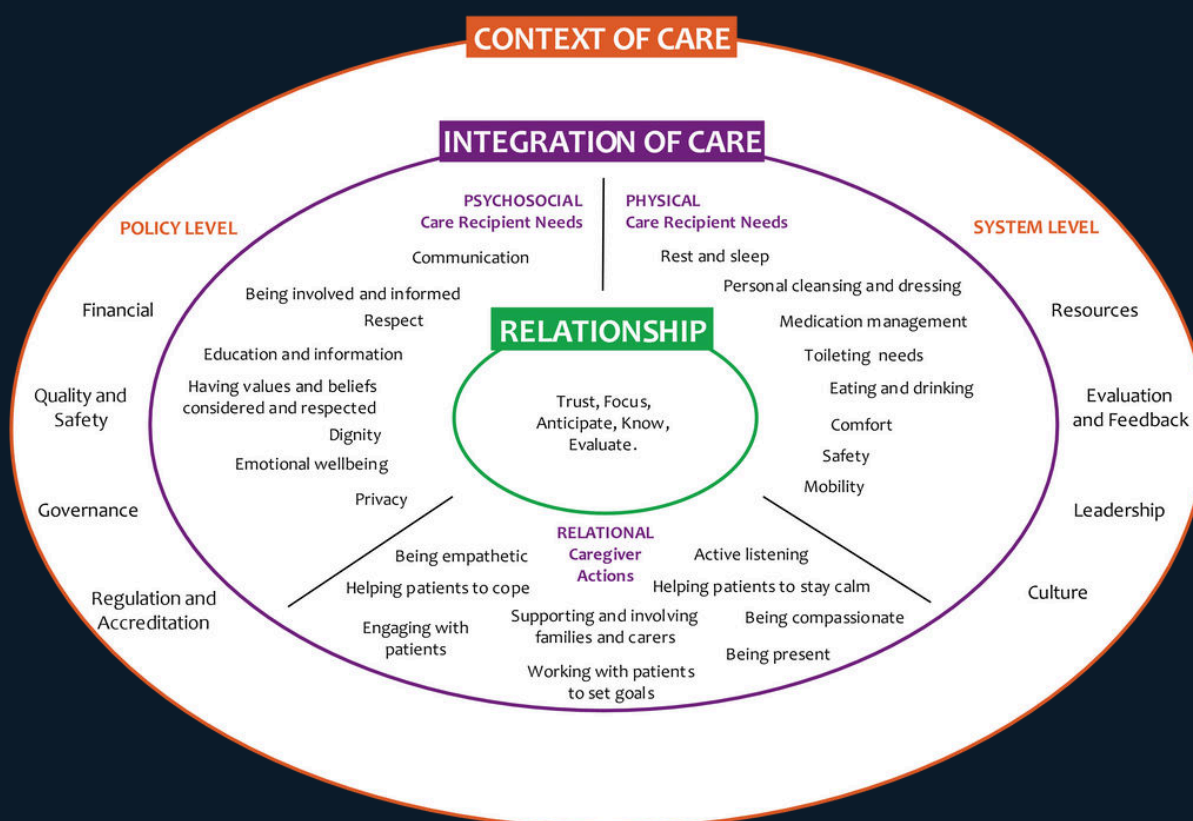 CONTEXT OF CARE
INTEGRATION OF CARE
PSYCHOSOCIAL
Care Recipient Needs
PHYSICAL
Care Recipient Needs
POLICY LEVEL
SYSTEM LEVEL
Communication
Being involved and informed
Respect
Education and information
Having values and beliefs
considered and respected
Dignity
Emotional wellbeing
Privacy
Rest and sleep
Personal cleansing and dressing
Medication management
Toileting needs
Eating and drinking
Comfort
Safety
Mobility
Financial
Quality and
Safety
Governance
Regulation and
Accreditation
Resources
Evaluation
and Feedback
Leadership
Culture
RELATIONSHIP
Trust, Focus,
Anticipate, Know,
Evaluate.
RELATIONAL
Caregiver
Actions
Being empathetic
Active listening
Helping patients to cope
Helping patients to stay calm
Engaging with
patients
Supporting and involving
families and carers
Being compassionate
Being present
Working with patients
to set goals